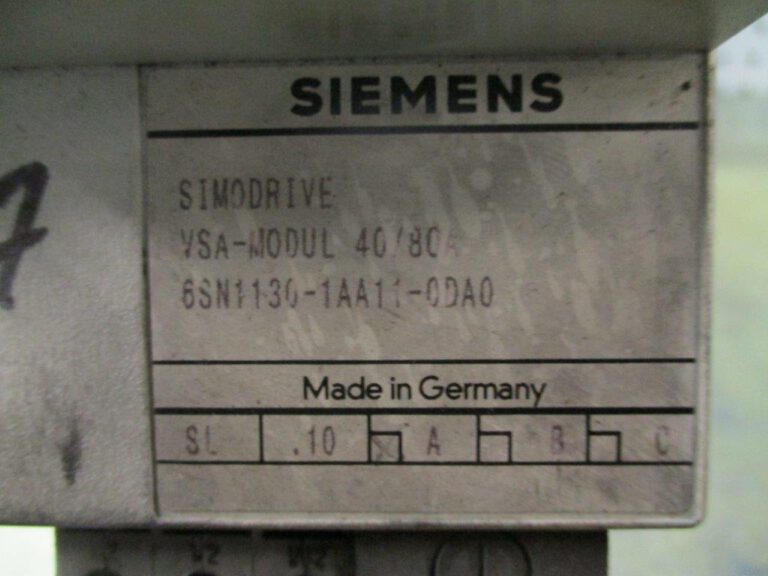 SIEMENS
SIMODRIVE
VSA-MODUL 40/80A
6SN1130-1AA11-0DA0
Made in Germany
SL .10 A B C